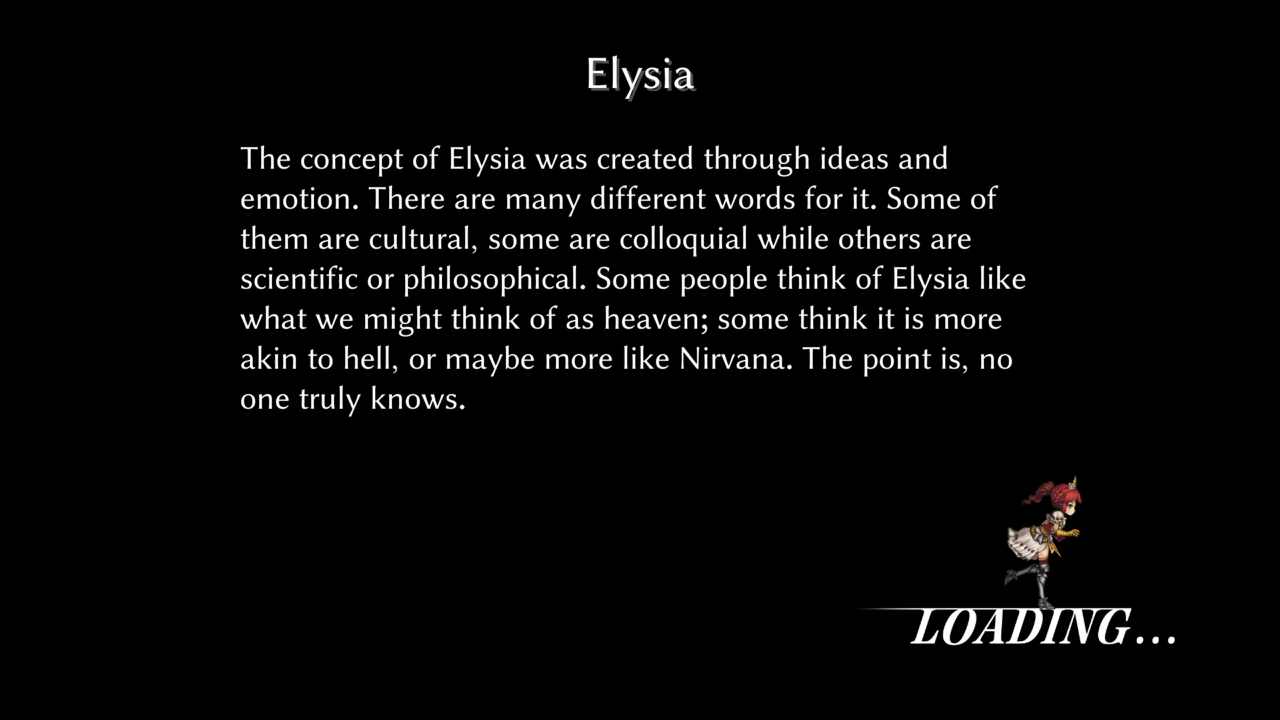 Elysia
The concept of Elysia was created through ideas and
emotion. There are many different words for it. Some of
them are cultural, some are colloquial while others are
scientific or philosophical. Some people think of Elysia like
what we might think of as heaven; some think it is more
akin to hell, or maybe more like Nirvana. The point is, no
one truly knows.
LOADING...